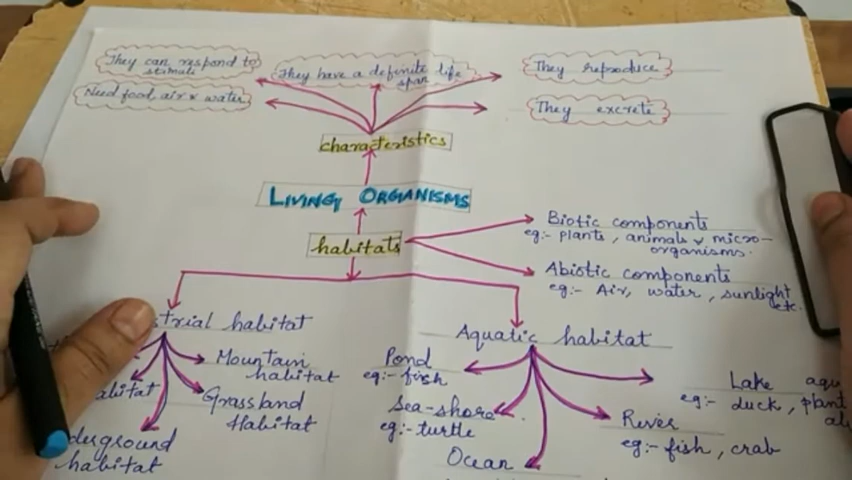 They can respond to
stimuli
They have a definite life
span
They reproduce
Need food, air & water
They excrete
characteristics
LIVING ORGANISMS
habitats
Biotic components
eg:- plants, animals & micro-
organisms.
Abiotic components
eg:- Air, water, sunlight
etc.
strial habitat
Aquatic habitat
Mountain
habitat
Pond
eg:- fish
Lake
eg:- duck, plant
abitat
Grassland
Habitat
Sea-shore
eg:- turtle
River
eg:- fish, crab
derground
habitat
Ocean